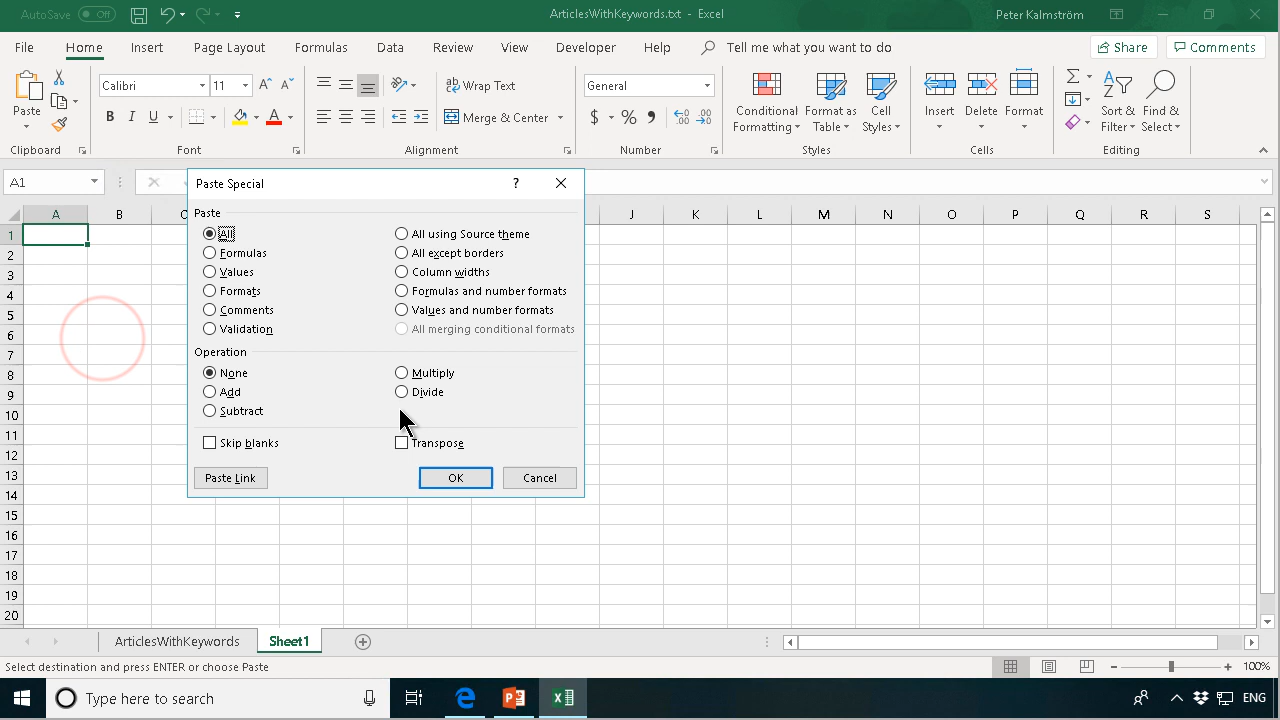 AutoSave Off ArticlesWithKeywords.txt - Excel Peter Kalmström
File Home Insert Page Layout Formulas Data Review View Developer Help Tell me what you want to do Share Comments
Paste Calibri 11 Wrap Text General Conditional Formatting Format as Table Cell Styles Insert Delete Format Sort & Filter Find & Select
B I U A Merge & Center $ %
Clipboard Font Alignment Number Styles Cells Editing
A1
Paste Special ? 
A B C J K L M N O P Q R S
Paste
1
All All using Source theme
2
Formulas All except borders
3
Values Column widths
4
Formats Formulas and number formats
5
Comments Values and number formats
6
Validation All merging conditional formats
7
Operation
8
None Multiply
9
Add Divide
10
Subtract
11
12
Skip blanks Transpose
13
Paste Link OK Cancel
14
15
16
17
18
19
20
ArticlesWithKeywords Sheet1
Select destination and press ENTER or choose Paste 100%
Type here to search ENG